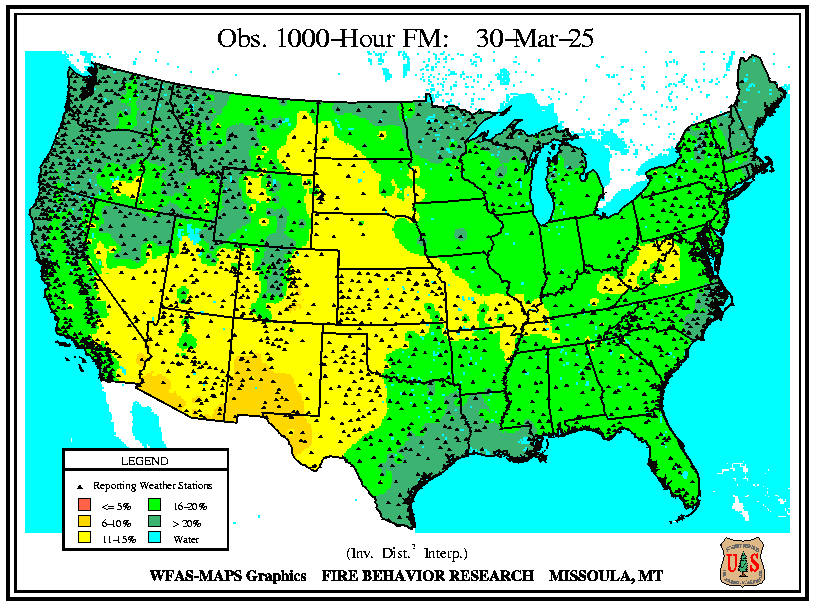 Obs. 1000-Hour FM: 30-Mar-25
LEGEND
Reporting Weather Stations
<= 5%
16-20%
6-10%
> 20%
11-15%
Water
(Inv. Dist.² Interp.)
WFAS-MAPS Graphics FIRE BEHAVIOR RESEARCH MISSOULA, MT
U S